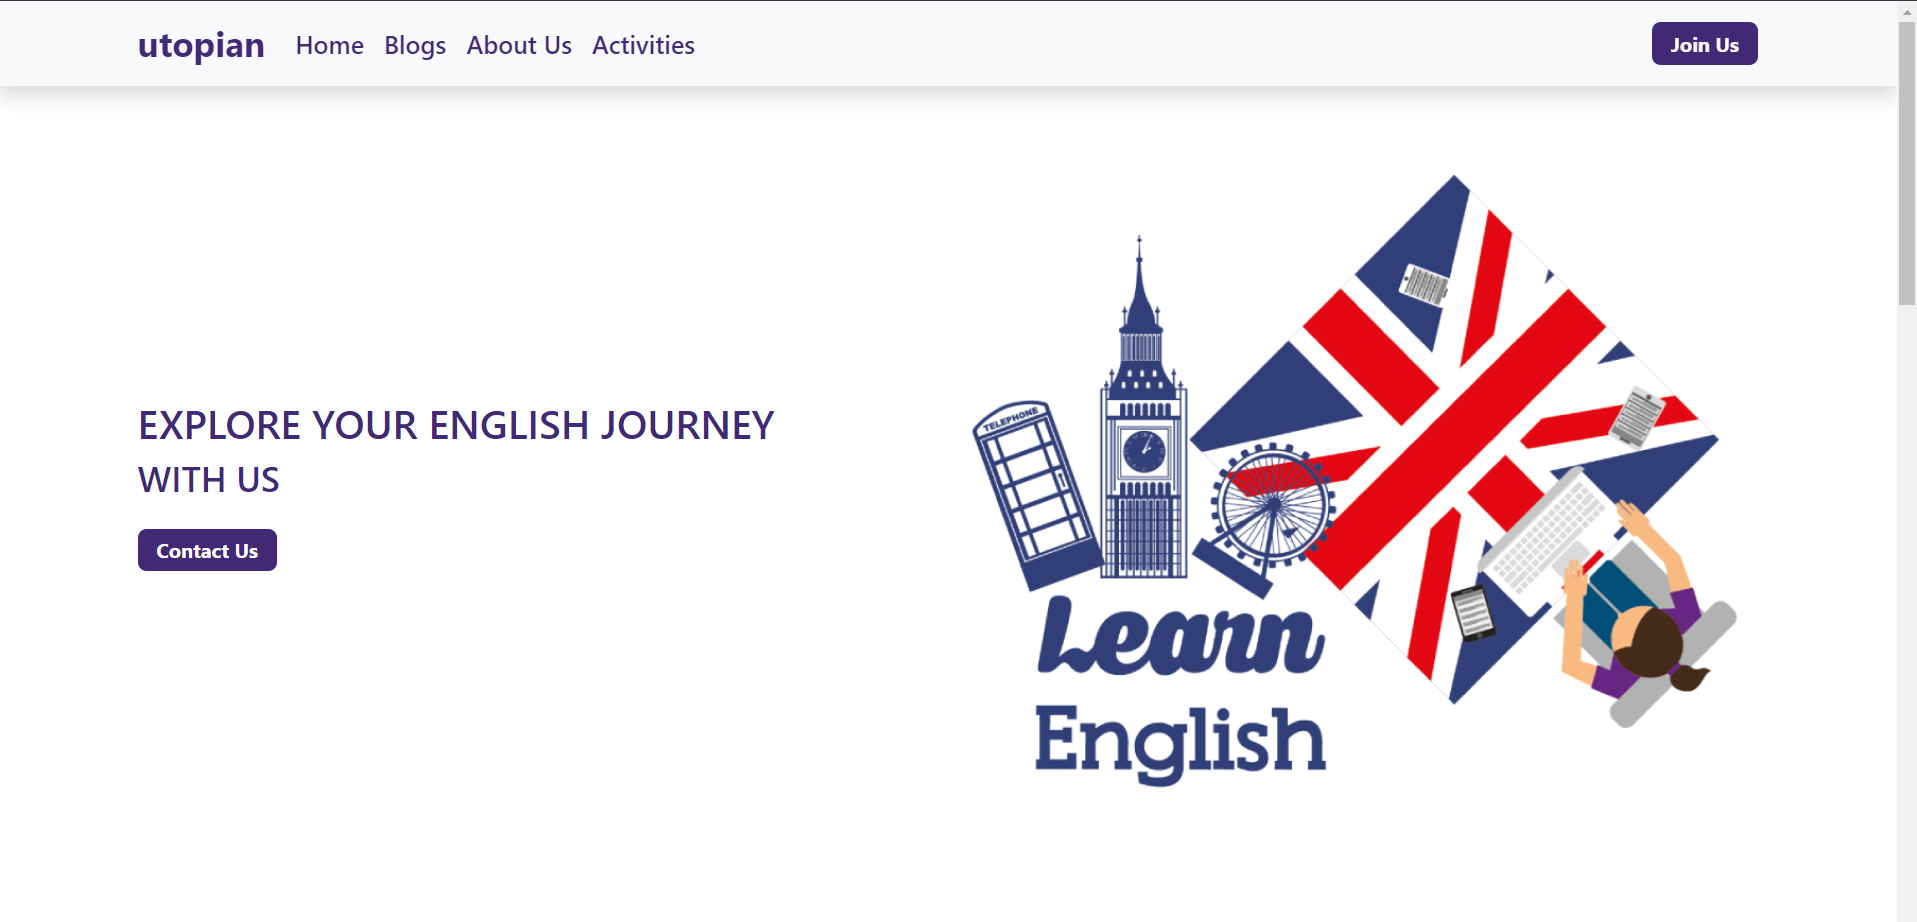 utopian Home Blogs About Us Activities Join Us
EXPLORE YOUR ENGLISH JOURNEY
WITH US
Contact Us
TELEPHONE
Learn
English